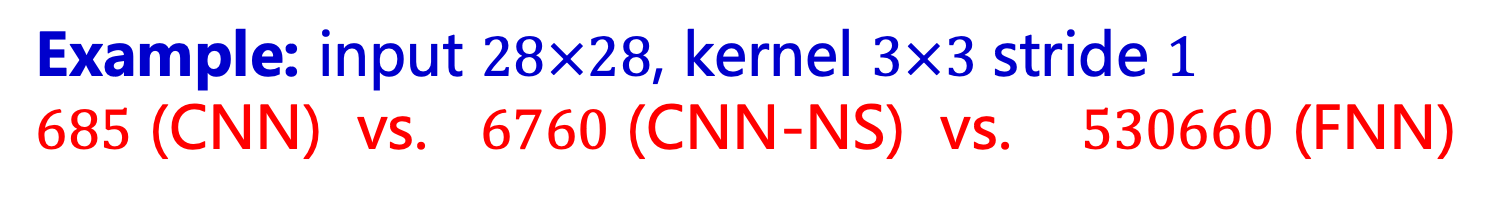 Example: input 28×28, kernel 3×3 stride 1
685 (CNN) vs. 6760 (CNN-NS) vs. 530660 (FNN)